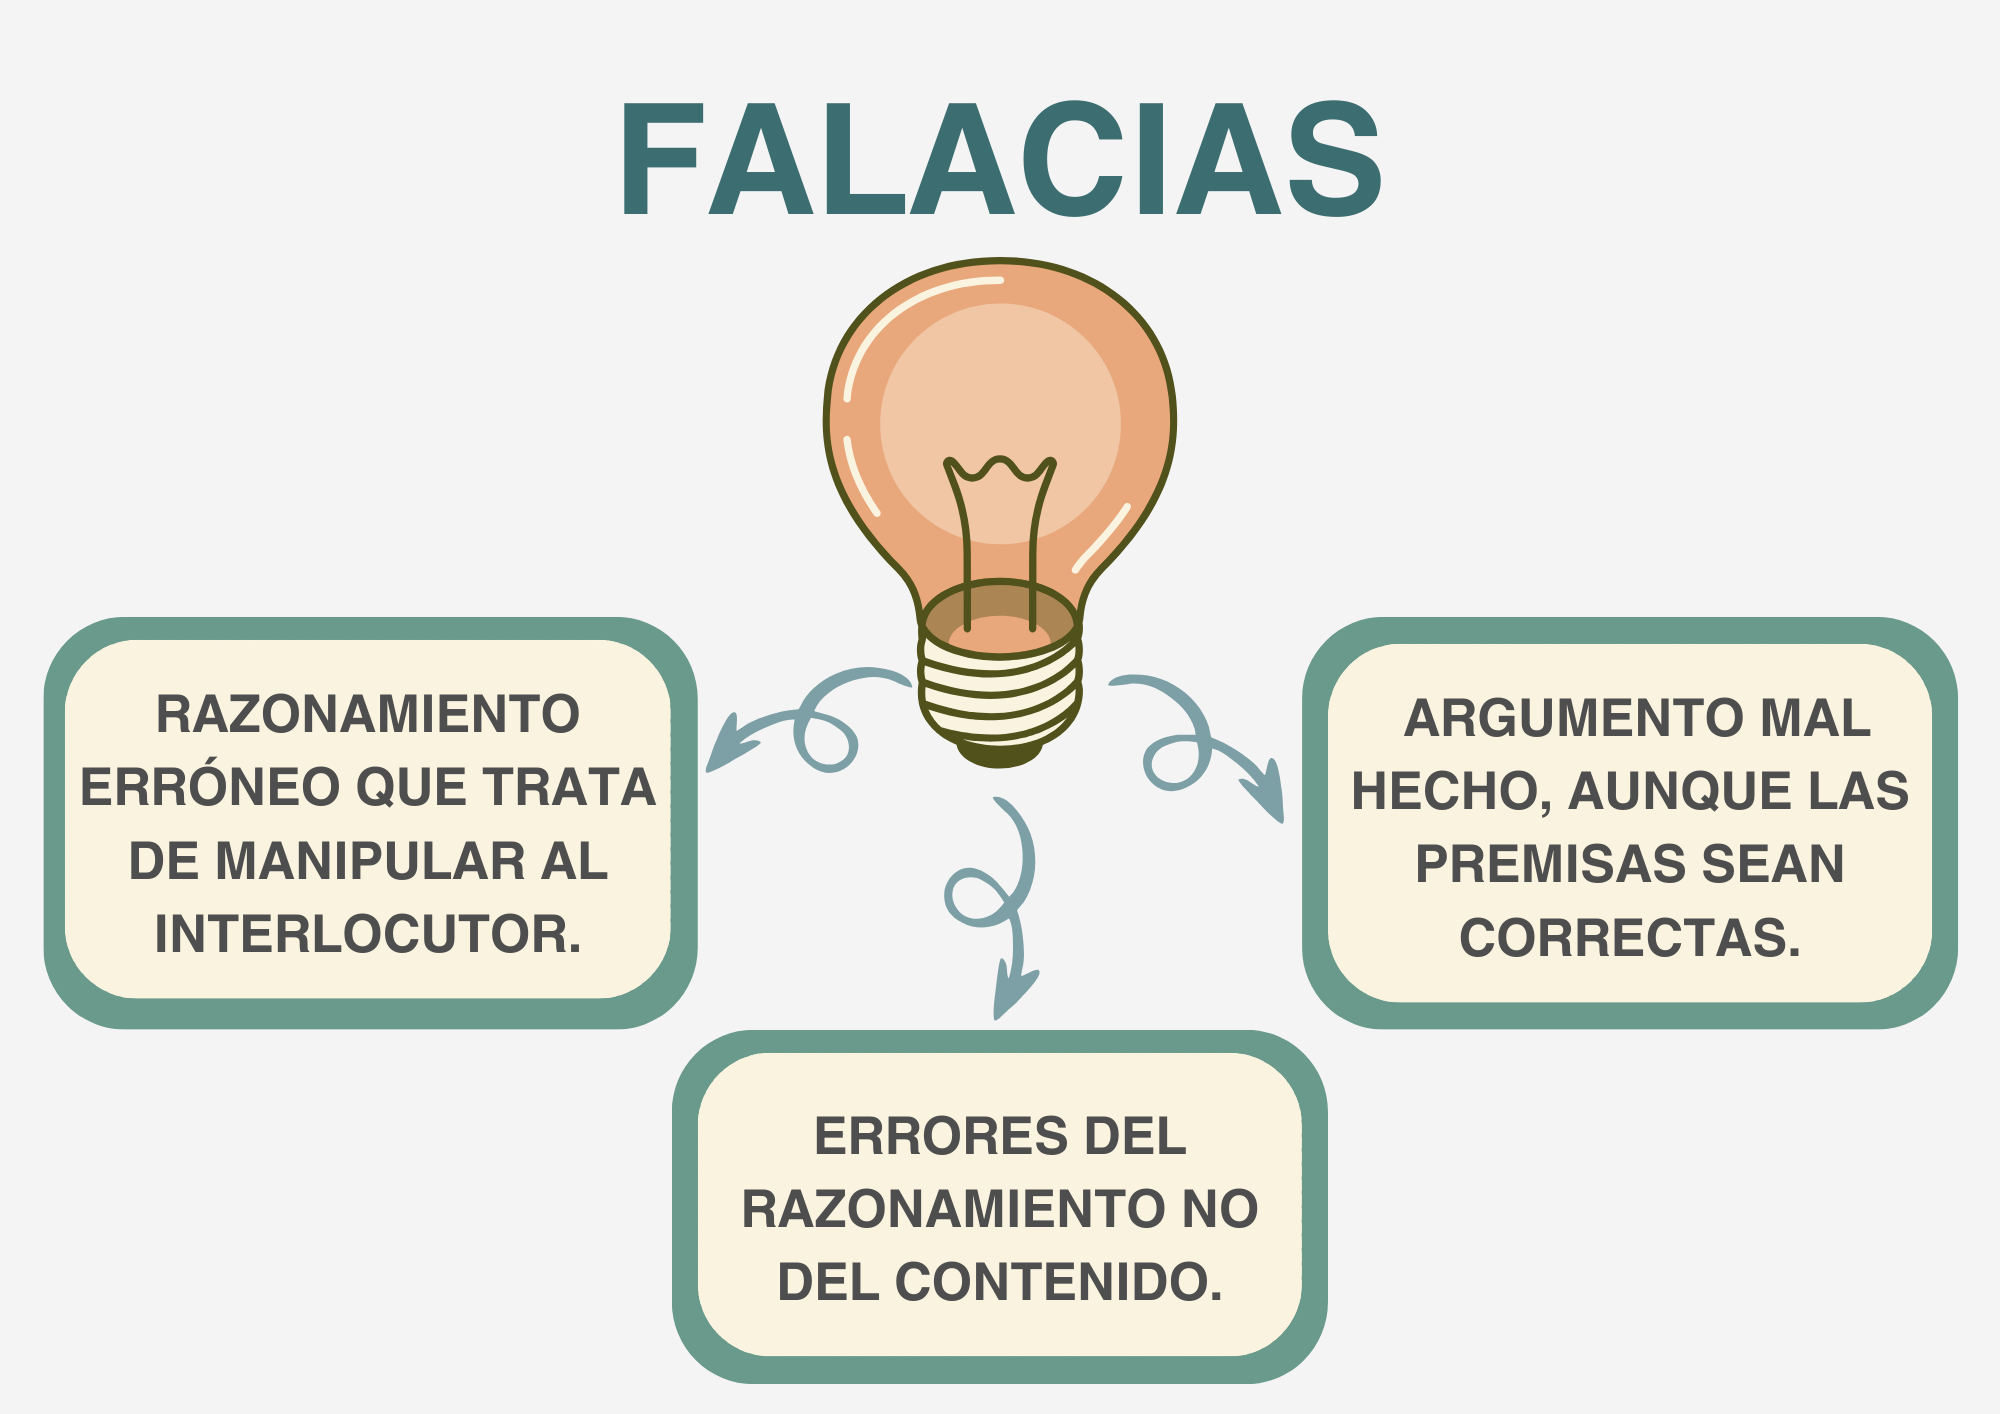 FALACIAS
RAZONAMIENTO
ERRÓNEO QUE TRATA
DE MANIPULAR AL
INTERLOCUTOR.
ARGUMENTO MAL
HECHO, AUNQUE LAS
PREMISAS SEAN
CORRECTAS.
ERRORES DEL
RAZONAMIENTO NO
DEL CONTENIDO.